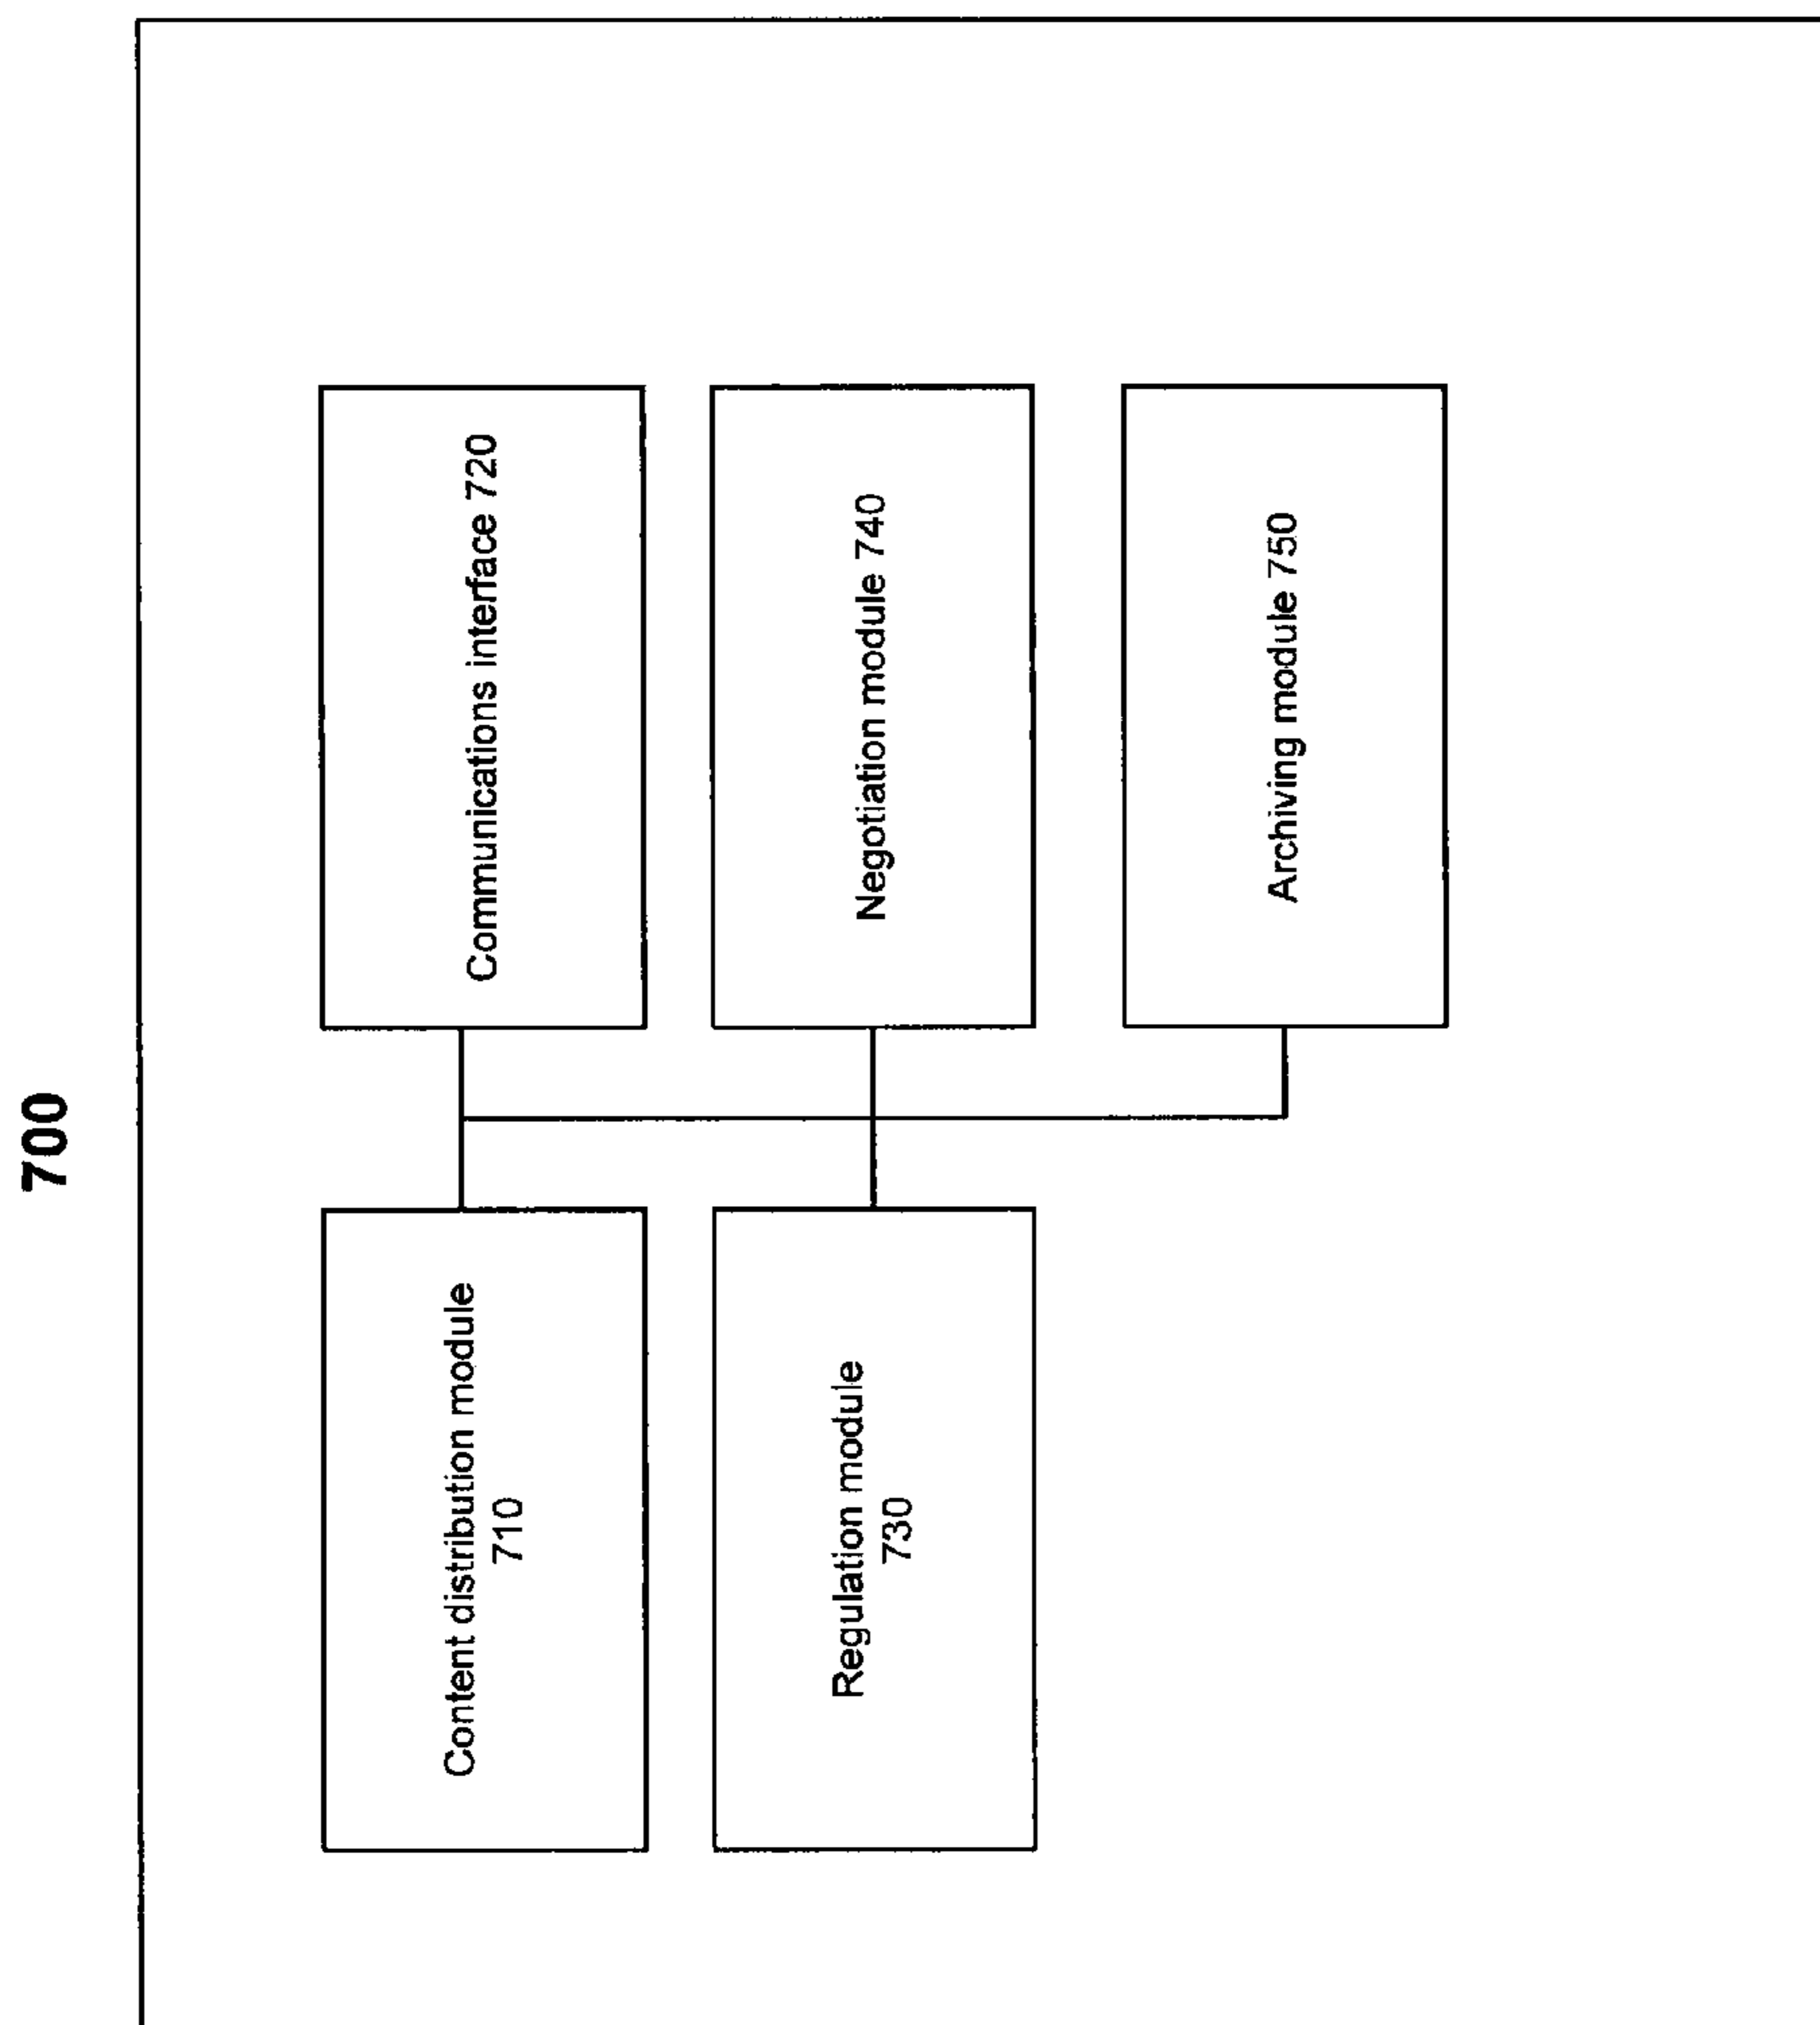 700
Content distribution module
710
Communications interface 720
Regulation module
730
Negotiation module 740
Archiving module 750